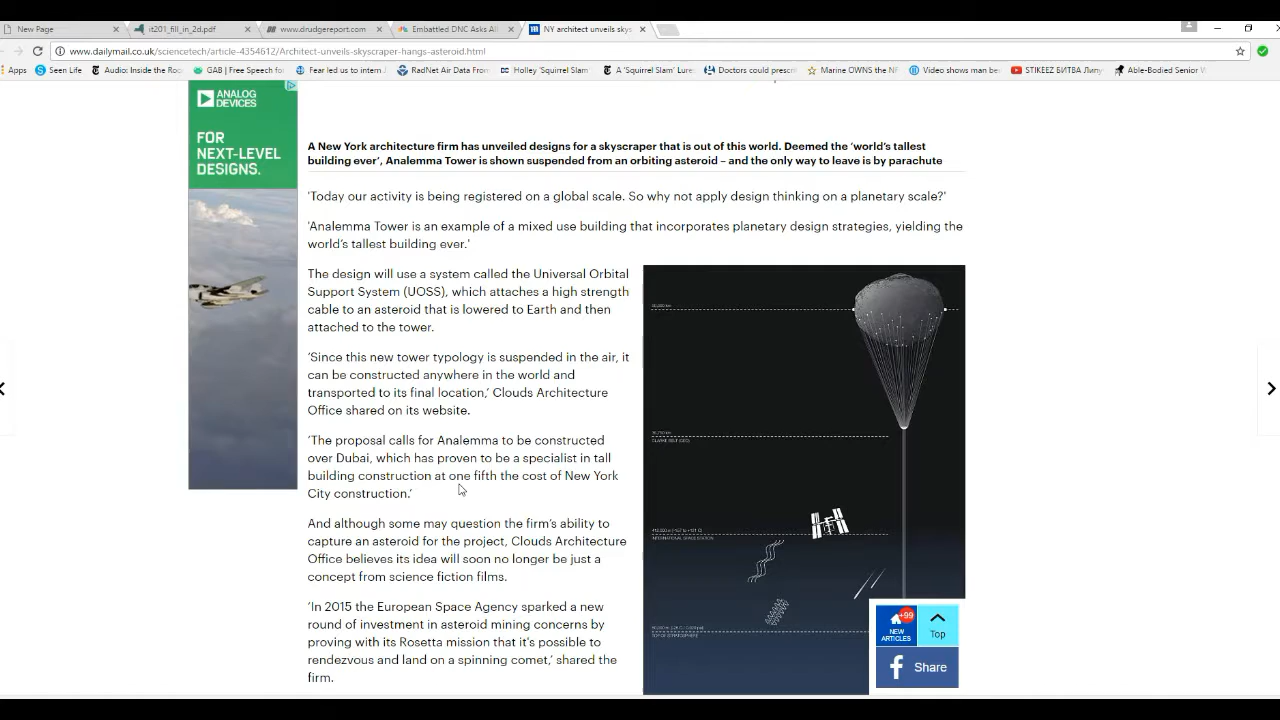 New Page
it201_fill_in_2d.pdf
www.drudgereport.com
Embattled DNC Asks All
NY architect unveils skys
www.dailymail.co.uk/sciencetech/article-4354612/Architect-unveils-skyscraper-hangs-asteroid.html
Apps
Seen Life
Audio: Inside the Roc
GAB | Free Speech fo
Fear led us to intern J
RadNet Air Data From
Holley 'Squirrel Slam
A 'Squirrel Slam' Lure
Doctors could prescri
Marine OWNS the NF
Video shows man be
STIKEEZ БИТВА Липу
Able-Bodied Senior W
ANALOG
DEVICES
FOR
NEXT-LEVEL
DESIGNS.
A New York architecture firm has unveiled designs for a skyscraper that is out of this world. Deemed the 'world's tallest
building ever', Analemma Tower is shown suspended from an orbiting asteroid – and the only way to leave is by parachute
'Today our activity is being registered on a global scale. So why not apply design thinking on a planetary scale?'
'Analemma Tower is an example of a mixed use building that incorporates planetary design strategies, yielding the
world's tallest building ever.'
The design will use a system called the Universal Orbital
Support System (UOSS), which attaches a high strength
cable to an asteroid that is lowered to Earth and then
attached to the tower.
'Since this new tower typology is suspended in the air, it
can be constructed anywhere in the world and
transported to its final location,' Clouds Architecture
Office shared on its website.
'The proposal calls for Analemma to be constructed
over Dubai, which has proven to be a specialist in tall
building construction at one fifth the cost of New York
City construction.'
And although some may question the firm's ability to
capture an asteroid for the project, Clouds Architecture
Office believes its idea will soon no longer be just a
concept from science fiction films.
'In 2015 the European Space Agency sparked a new
round of investment in asteroid mining concerns by
proving with its Rosetta mission that it's possible to
rendezvous and land on a spinning comet,' shared the
firm.
INTERNATIONAL SPACE STATION
TOP OF STRATOSPHERE
+99
NEW
ARTICLES
Top
Share